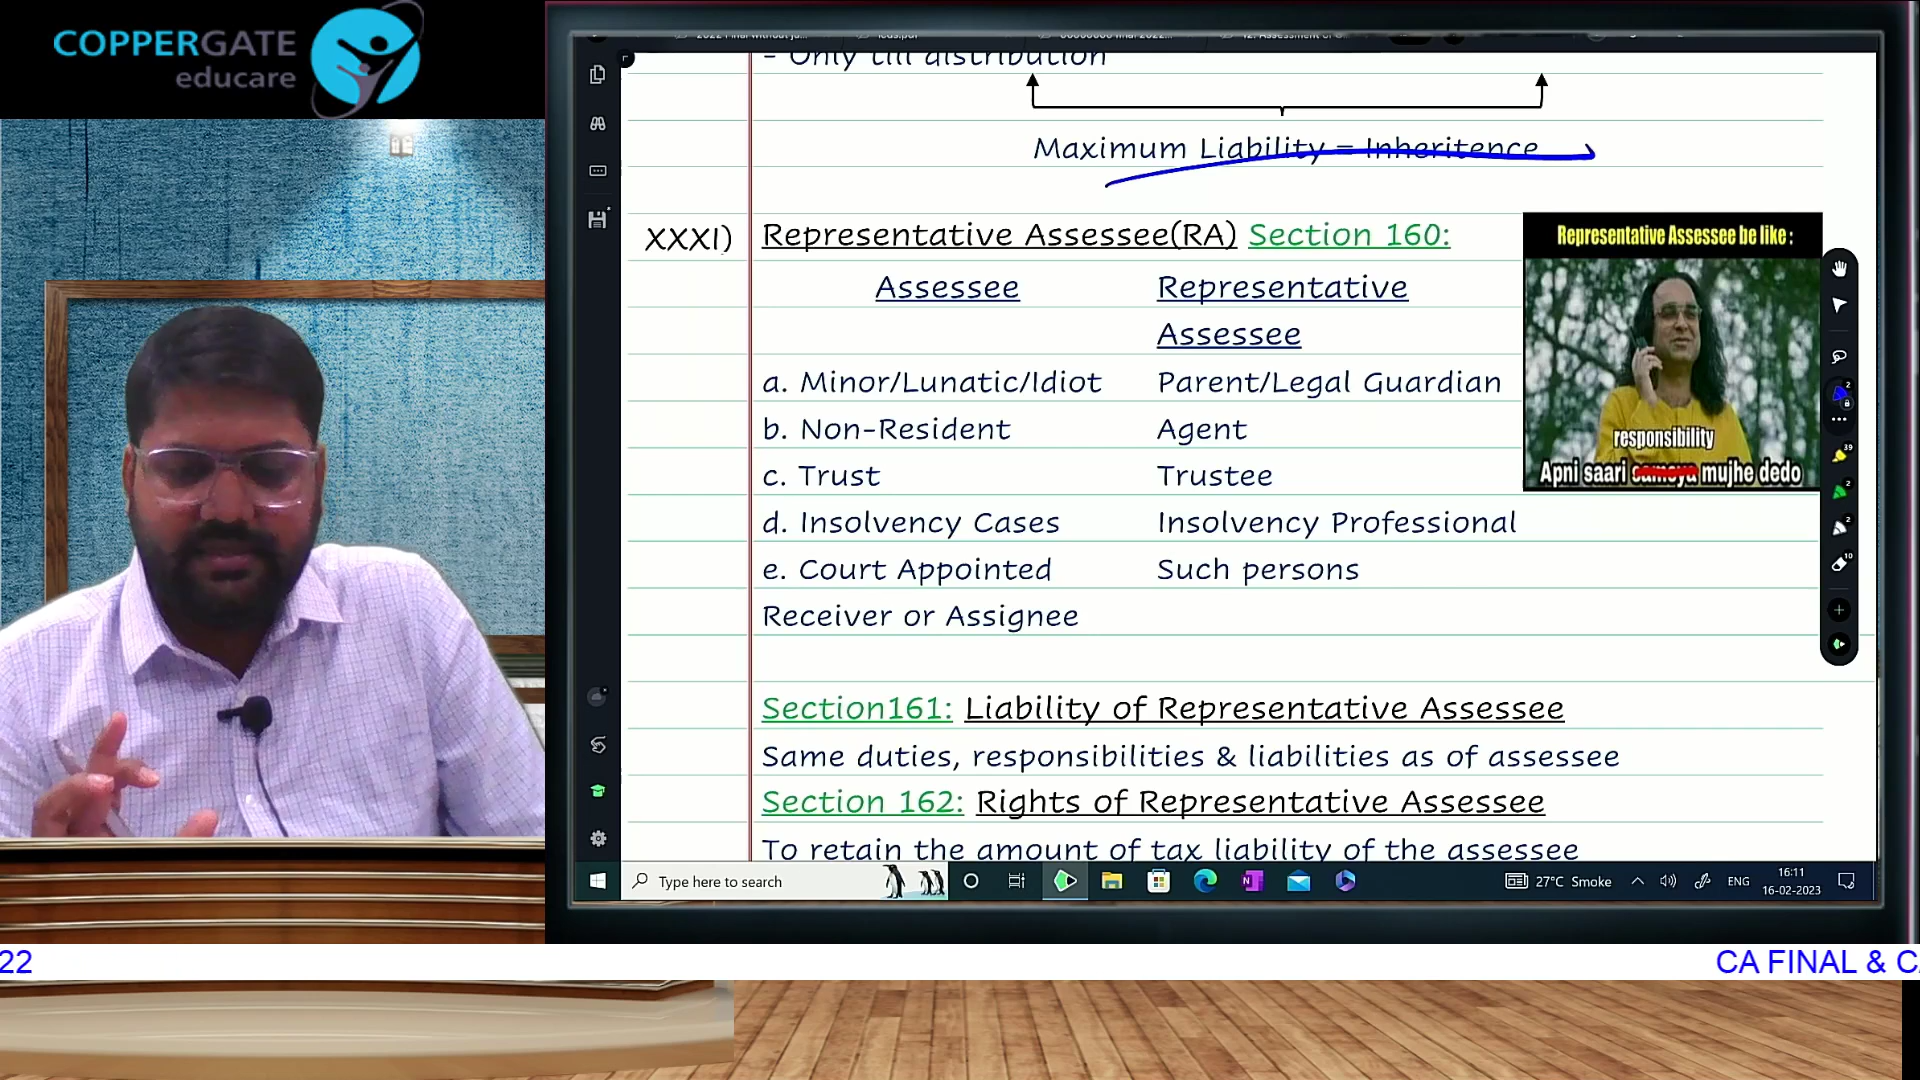 COPPERGATE
educare
- Only till distribution
Maximum Liability = Inheritence
XXXI) Representative Assessee(RA) Section 160:
Assessee Representative
Assessee
a. Minor/Lunatic/Idiot Parent/Legal Guardian
b. Non-Resident Agent
c. Trust Trustee
d. Insolvency Cases Insolvency Professional
e. Court Appointed Such persons
Receiver or Assignee
Representative Assessee be like :
responsibility
Apni saari mujhe dedo
Section161: Liability of Representative Assessee
Same duties, responsibilities & liabilities as of assessee
Section 162: Rights of Representative Assessee
To retain the amount of tax liability of the assessee
Type here to search
27°C Smoke
ENG
16:11
16-02-2023
22
CA FINAL & C